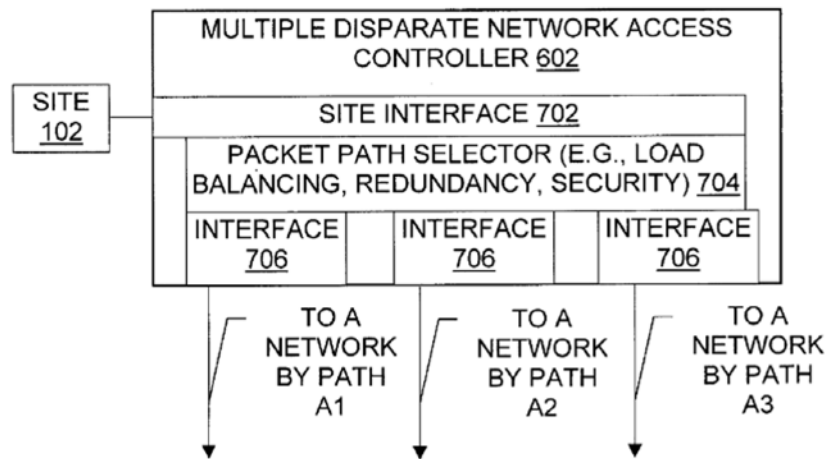 MULTIPLE DISPARATE NETWORK ACCESS
CONTROLLER 602
SITE
102
SITE INTERFACE 702
PACKET PATH SELECTOR (E.G., LOAD
BALANCING, REDUNDANCY, SECURITY) 704
INTERFACE
706
INTERFACE
706
INTERFACE
706
TO A
NETWORK
BY PATH
A1
TO A
NETWORK
BY PATH
A2
TO A
NETWORK
BY PATH
A3